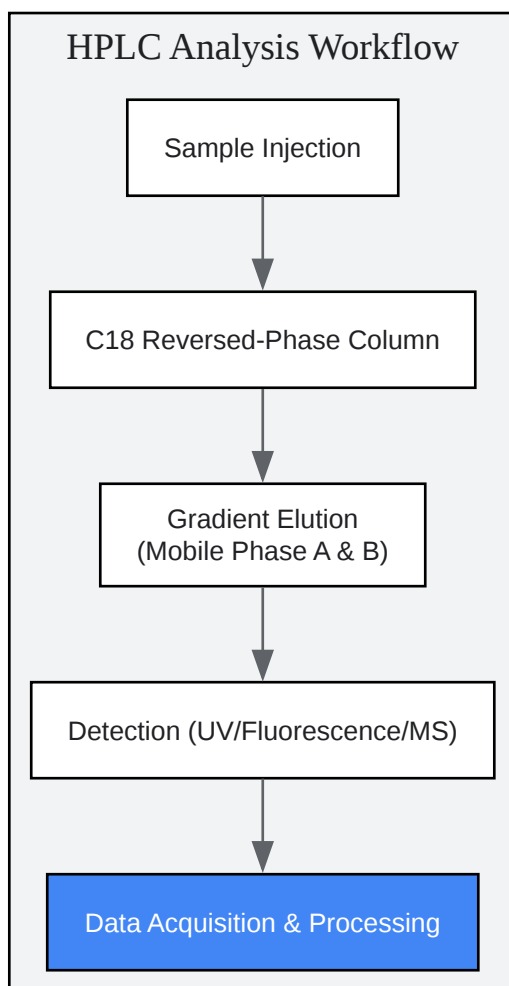 HPLC Analysis Workflow
Sample Injection
C18 Reversed-Phase Column
Gradient Elution
(Mobile Phase A & B)
Detection (UV/Fluorescence/MS)
Data Acquisition & Processing